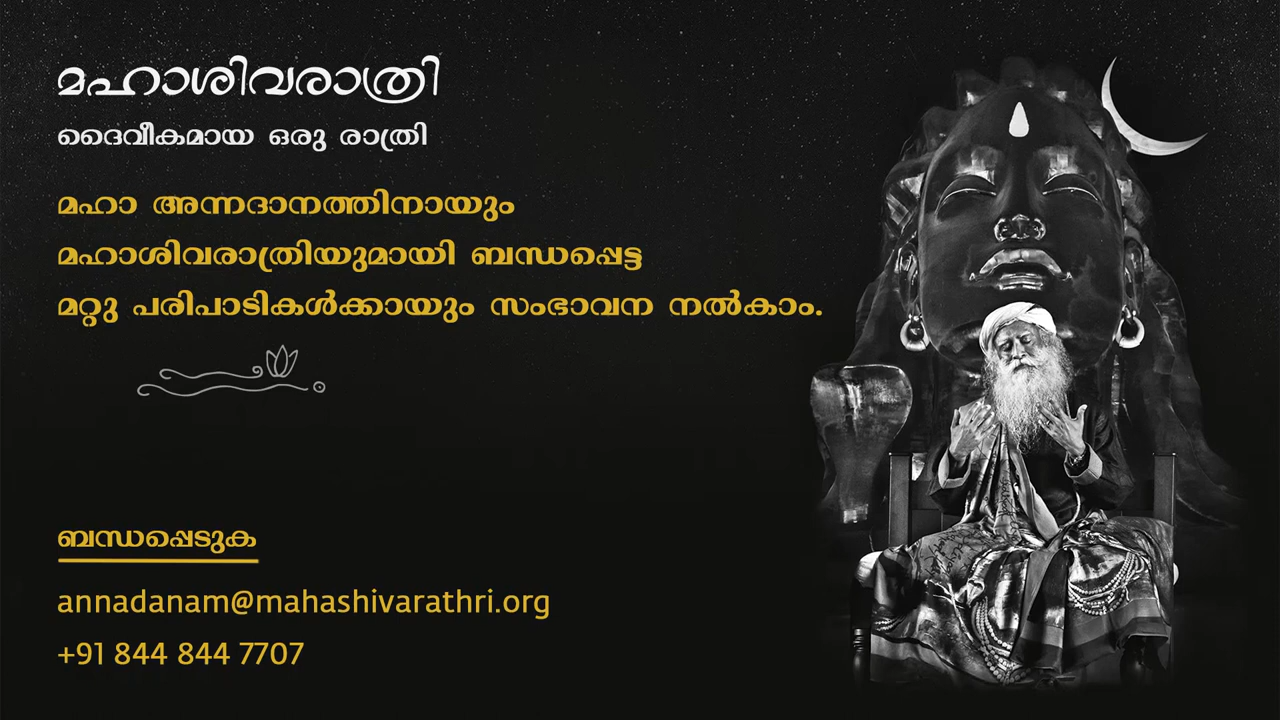 മഹാശിവരാത്രി
ദൈവീകമായ ഒരു രാത്രി
മഹാ അന്നദാനത്തിനായും
മഹാശിവരാത്രിയുമായി ബന്ധപ്പെട്ട
മറ്റു പരിപാടികൾക്കായും സംഭാവന നൽകാം.
ബന്ധപ്പെടുക
annadanam@mahashivarathri.org
+91 844 844 7707